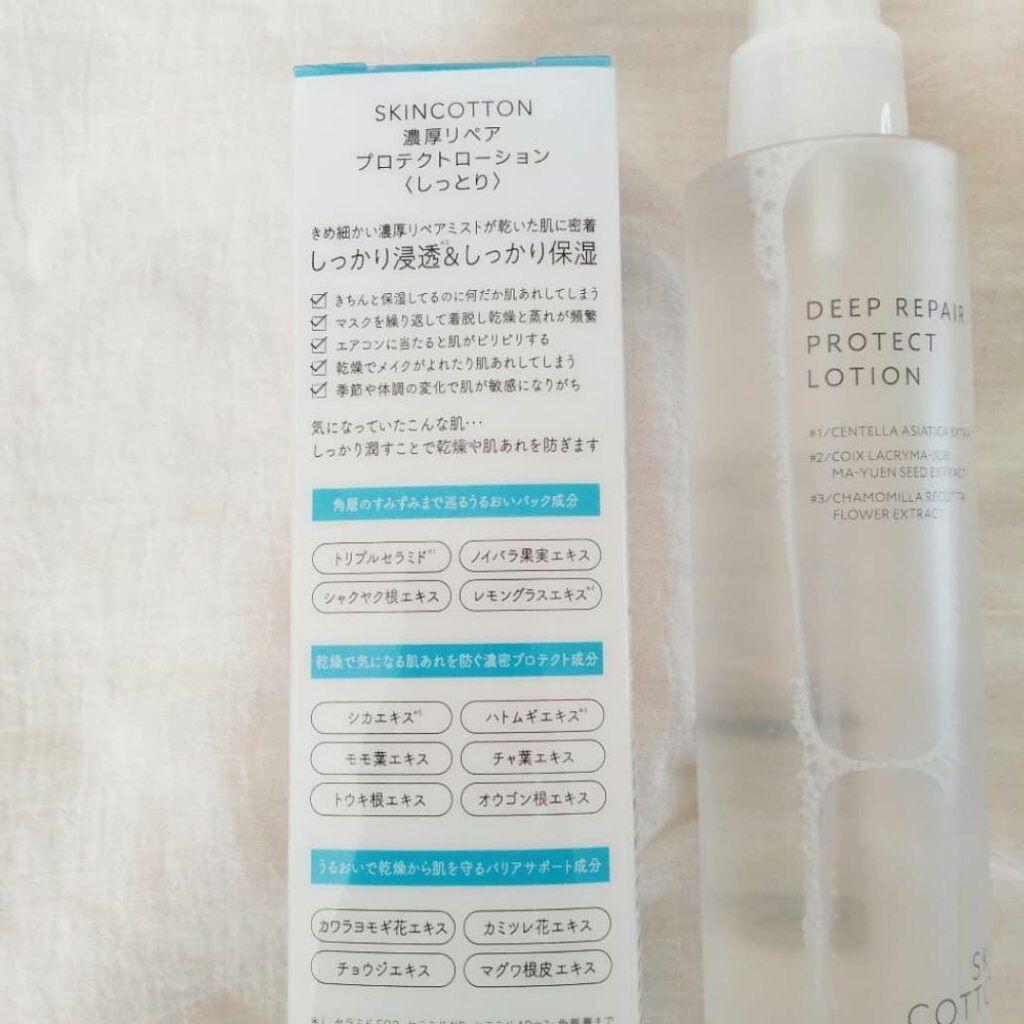 SKINCOTTON
濃厚リペア
プロテクトローション
〈しっとり〉
きめ細かい濃厚リペアミストが乾いた肌に密着
しっかり浸透&しっかり保湿
きちんと保湿してるのに何だか肌あれしてしまう
マスクを繰り返して着脱し乾燥と蒸れが頻繁
エアコンに当たると肌がピリピリする
乾燥でメイクがよれたり肌あれしてしまう
季節や体調の変化で肌が敏感になりがち
気になっていたこんな肌…
しっかり潤すことで乾燥や肌あれを防ぎます
角層のすみずみまで巡るうるおいパック成分
トリプルセラミド*1 ノイバラ果実エキス
シャクヤク根エキス レモングラスエキス*4
乾燥で気になる肌あれを防ぐ濃密プロテクト成分
シカエキス ハトムギエキス
モモ葉エキス チャ葉エキス
トウキ根エキス オウゴン根エキス
うるおいで乾燥から肌を守るバリアサポート成分
カワラヨモギ花エキス カミツレ花エキス
チョウジエキス マグワ根皮エキス
DEEP REPAIR
PROTECT
LOTION
#1/CENTELLA ASIATICA
#2/COIX LACRYMA-JOBI
MA-YUEN SEED EXTRACT
#3/CHAMOMILLA RECUTITA
FLOWER EXTRACT